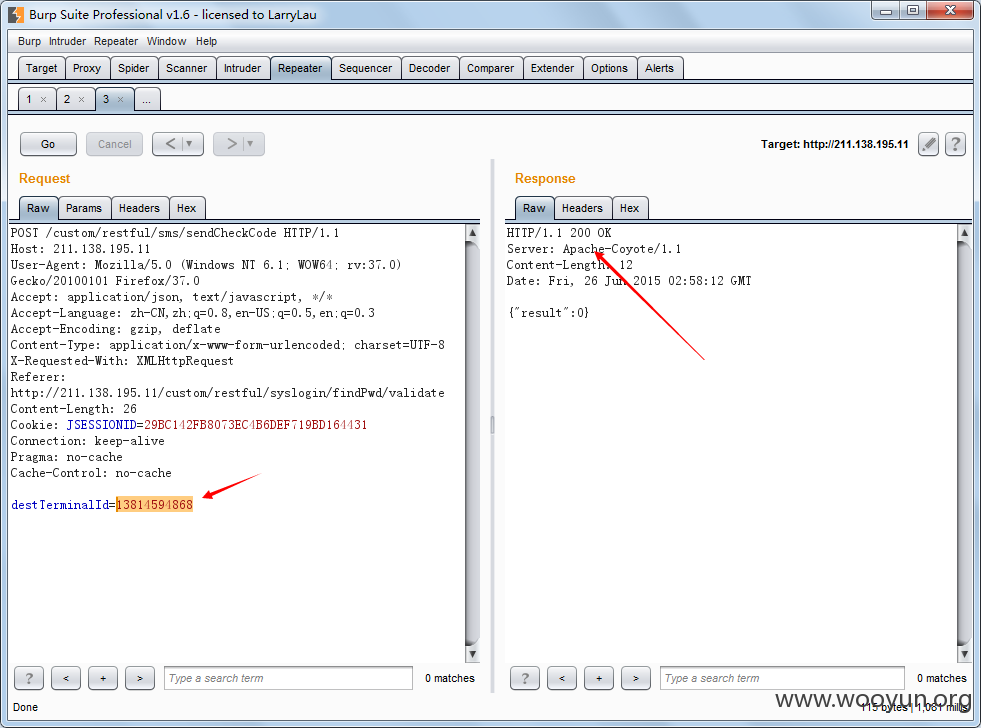 Burp Suite Professional v1.6 - licensed to LarryLau
Burp Intruder Repeater Window Help
Target Proxy Spider Scanner Intruder Repeater Sequencer Decoder Comparer Extender Options Alerts
1 × 2 × 3 × ...
Go Cancel < ▼ > ▼ Target: http://211.138.195.11 ?
Request
Raw Params Headers Hex
POST /custom/restful/sms/sendCheckCode HTTP/1.1
Host: 211.138.195.11
User-Agent: Mozilla/5.0 (Windows NT 6.1; WOW64; rv:37.0)
Gecko/20100101 Firefox/37.0
Accept: application/json, text/javascript, */*
Accept-Language: zh-CN,zh;q=0.8,en-US;q=0.5,en;q=0.3
Accept-Encoding: gzip, deflate
Content-Type: application/x-www-form-urlencoded; charset=UTF-8
X-Requested-With: XMLHttpRequest
Referer:
http://211.138.195.11/custom/restful/syslogin/findPwd/validate
Content-Length: 26
Cookie: JSESSIONID=29BC142FB8073EC4B6DEF719BD164431
Connection: keep-alive
Pragma: no-cache
Cache-Control: no-cache
destTerminalId=13814594868
? < + > Type a search term 0 matches
Response
Raw Headers Hex
HTTP/1.1 200 OK
Server: Apache-Coyote/1.1
Content-Length: 12
Date: Fri, 26 Jun 2015 02:58:12 GMT
{"result":0}
? < + > Type a search term 0 matches
Done
115 bytes | 1,081 millis
www.wooyun.org